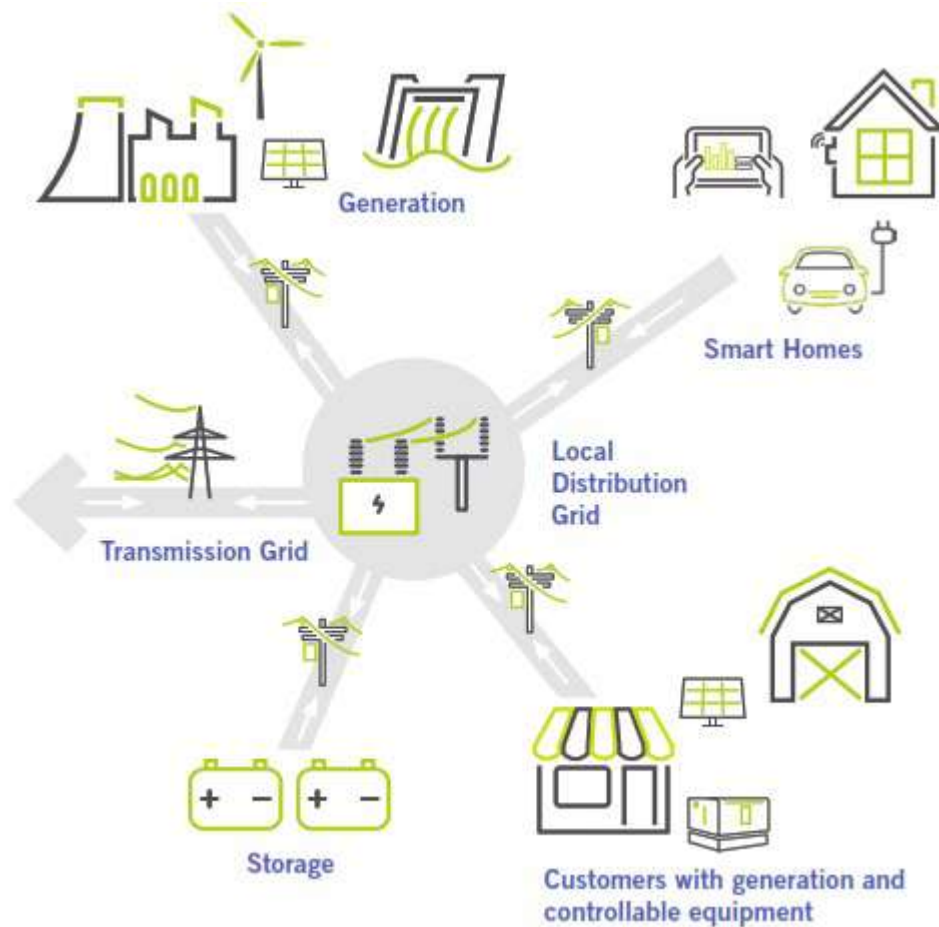 Generation
Smart Homes
Local
Distribution
Grid
Transmission Grid
Storage
Customers with generation and
controllable equipment